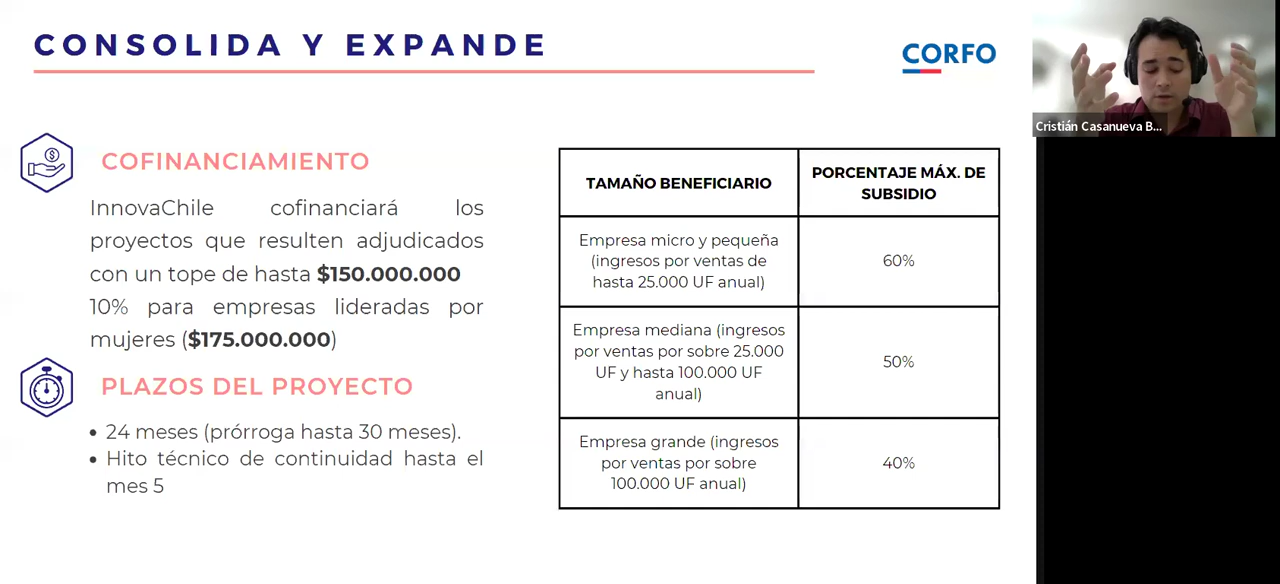 CONSOLIDA Y EXPANDE
CORFO
Cristián Casanueva B...
COFINANCIAMIENTO
InnovaChile cofinanciará los
proyectos que resulten adjudicados
con un tope de hasta $150.000.000
10% para empresas lideradas por
mujeres ($175.000.000)
PLAZOS DEL PROYECTO
• 24 meses (prórroga hasta 30 meses).
• Hito técnico de continuidad hasta el
mes 5
TAMAÑO BENEFICIARIO
PORCENTAJE MÁX. DE
SUBSIDIO
Empresa micro y pequeña
(ingresos por ventas de
hasta 25.000 UF anual)
60%
Empresa mediana (ingresos
por ventas por sobre 25.000
UF y hasta 100.000 UF
anual)
50%
Empresa grande (ingresos
por ventas por sobre
100.000 UF anual)
40%